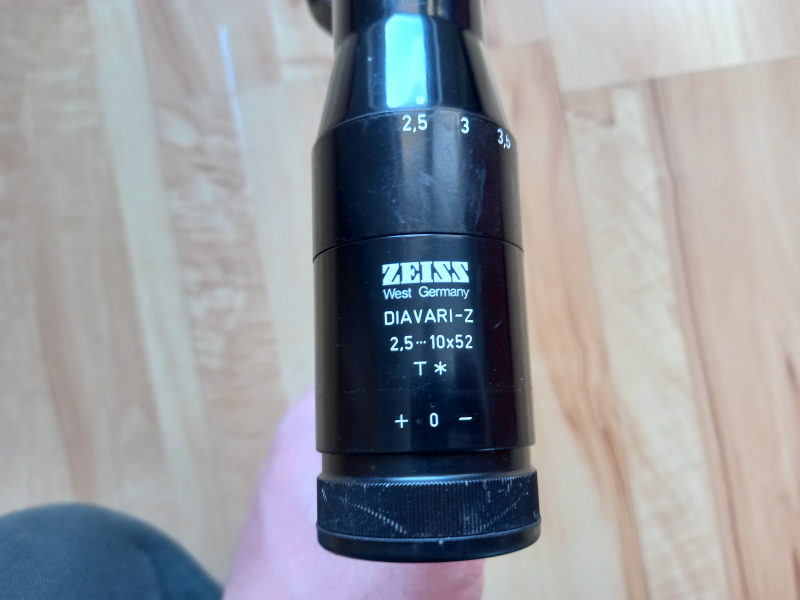 2,5 3 3,5
ZEISS
West Germany
DIAVARI-Z
2,5···10x52
T*
+ 0 −